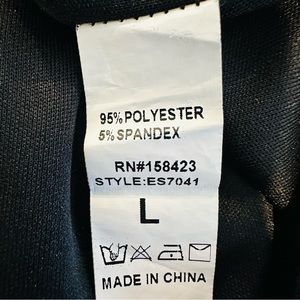 95% POLYESTER
5% SPANDEX
RN#158423
STYLE:ES7041
L
MADE IN CHINA